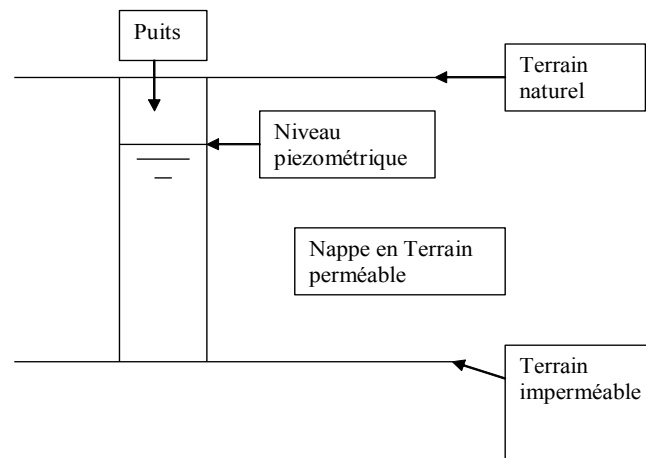 Puits
Terrain
naturel
Niveau
piezométrique
Nappe en Terrain
perméable
Terrain
imperméable